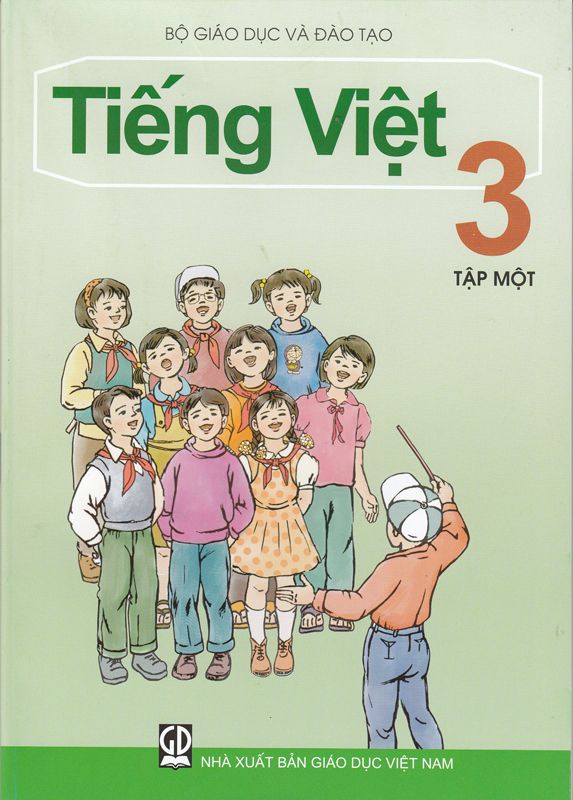 BỘ GIÁO DỤC VÀ ĐÀO TẠO
Tiếng Việt
3
TẬP MỘT
GD
NHÀ XUẤT BẢN GIÁO DỤC VIỆT NAM